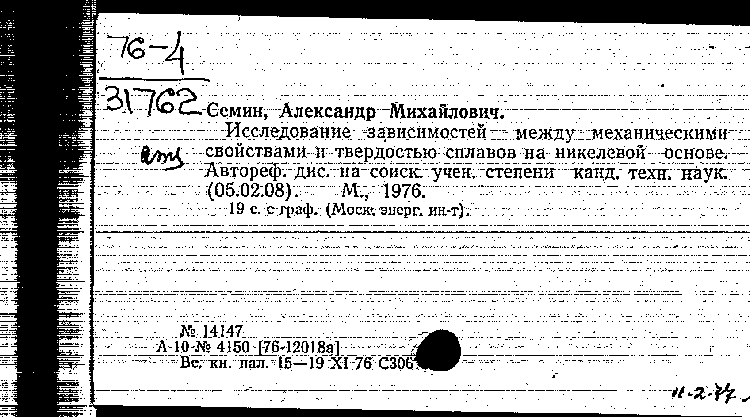 76-4
31762
Семин, Александр Михайлович.
Исследование зависимостей между механическими
свойствами и твердостью сплавов на никелевой основе.
Автореф. дис. на соиск. учен. степени канд. техн. наук.
(05.02.08). М., 1976.
19 с. с граф. (Моск. энерг. ин-т).
№ 14147
А-10-№ 4150 [76-12018а]
Вс. кн. пал. 15—19 XI-76 С306